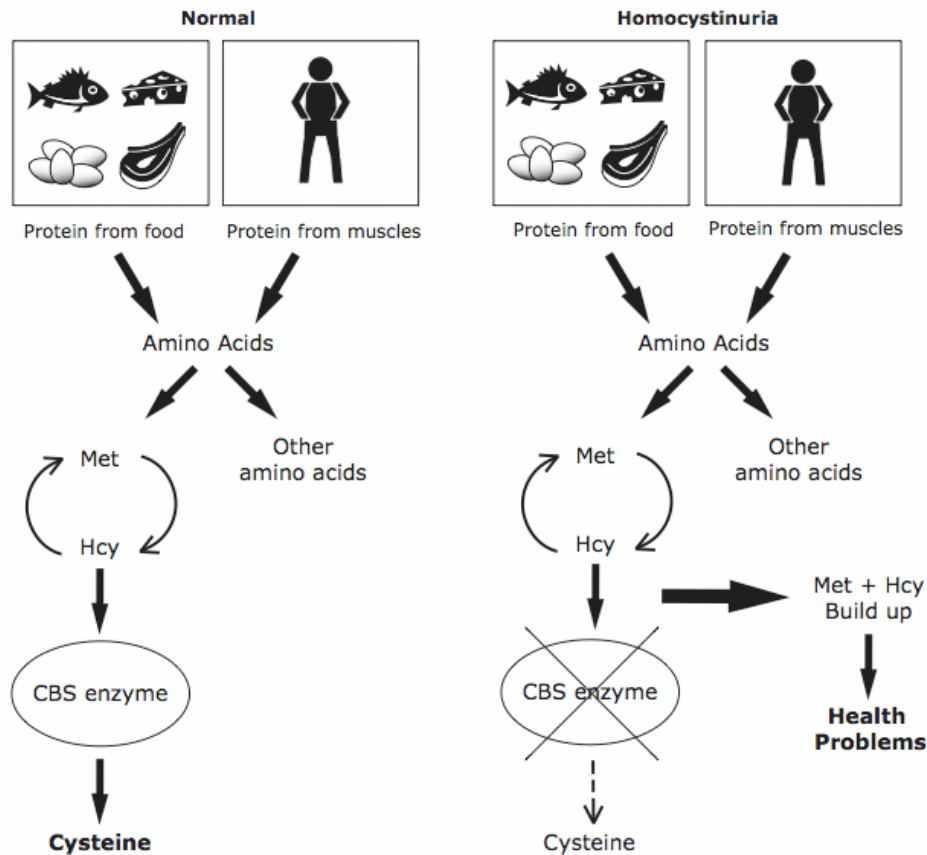 Normal
Protein from food
Protein from muscles
Amino Acids
Met
Other
amino acids
Hcy
CBS enzyme
Cysteine
Homocystinuria
Protein from food
Protein from muscles
Amino Acids
Met
Other
amino acids
Hcy
Met + Hcy
Build up
CBS enzyme
Health
Problems
Cysteine